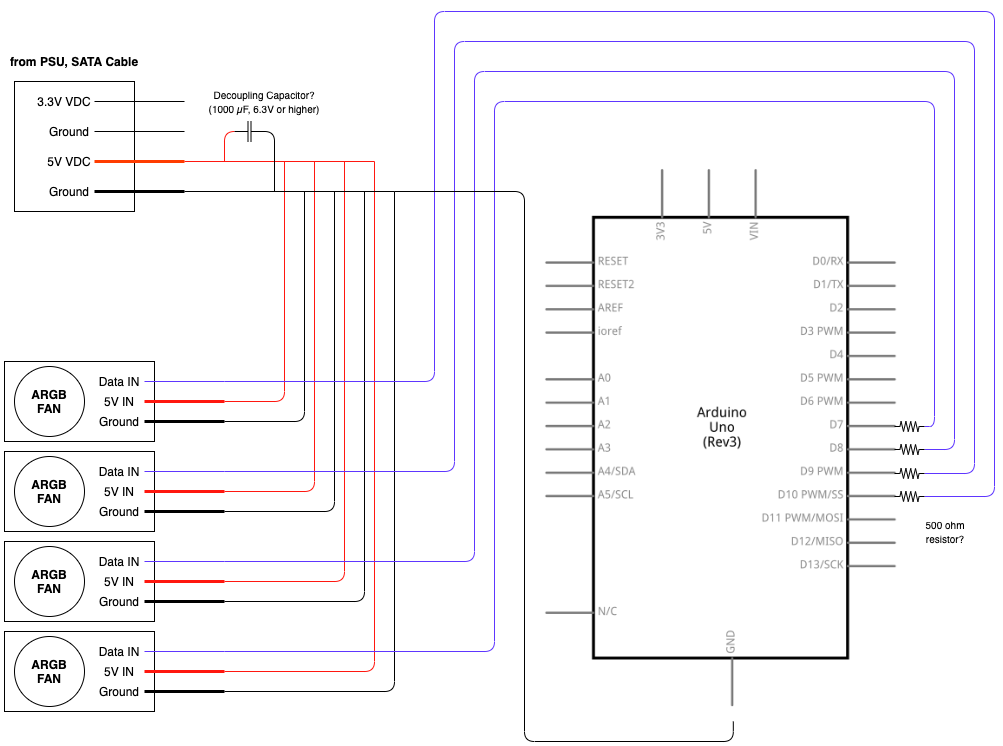 from PSU, SATA Cable
3.3V VDC
Ground
5V VDC
Ground
Decoupling Capacitor?
(1000 µF, 6.3V or higher)
ARGB
FAN
Data IN
5V IN
Ground
ARGB
FAN
Data IN
5V IN
Ground
ARGB
FAN
Data IN
5V IN
Ground
ARGB
FAN
Data IN
5V IN
Ground
3V3
5V
VIN
RESET
RESET2
AREF
ioref
A0
A1
A2
A3
A4/SDA
A5/SCL
N/C
Arduino
Uno
(Rev3)
D0/RX
D1/TX
D2
D3 PWM
D4
D5 PWM
D6 PWM
D7
D8
D9 PWM
D10 PWM/SS
D11 PWM/MOSI
D12/MISO
D13/SCK
GND
500 ohm
resistor?